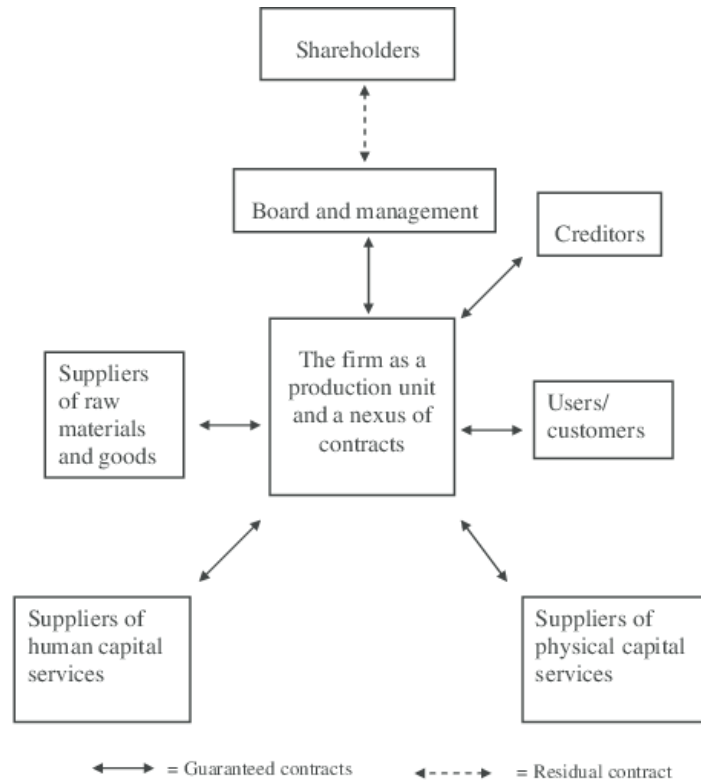 Shareholders
Board and management
Creditors
The firm as a
production unit
and a nexus of
contracts
Suppliers
of raw
materials
and goods
Users/
customers
Suppliers of
human capital
services
Suppliers of
physical capital
services
= Guaranteed contracts
= Residual contract